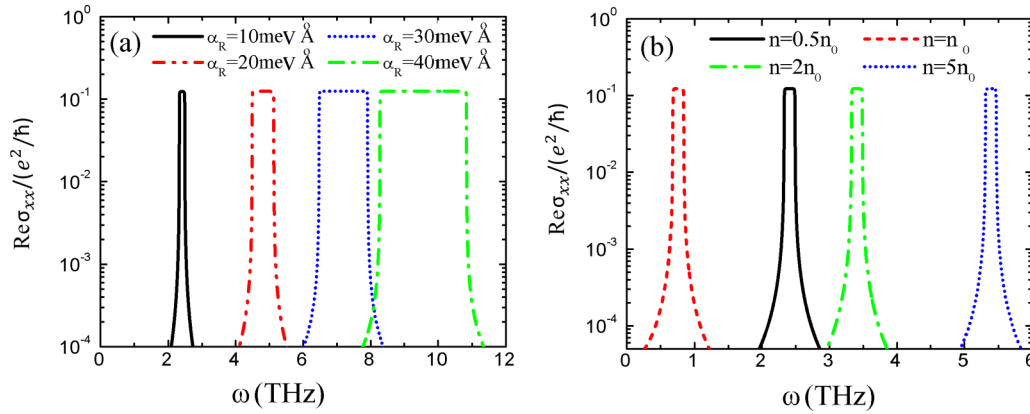 (a)
α_R=10meV Å
α_R=30meV Å
α_R=20meV Å
α_R=40meV Å
10⁰
10⁻¹
10⁻²
10⁻³
10⁻⁴
Reσ_xx/(e²/ħ)
0 2 4 6 8 10 12
ω (THz)
(b)
n=0.5n₀
n=n₀
n=2n₀
n=5n₀
10⁰
10⁻¹
10⁻²
10⁻³
10⁻⁴
Reσ_xx/(e²/ħ)
0 1 2 3 4 5 6
ω (THz)